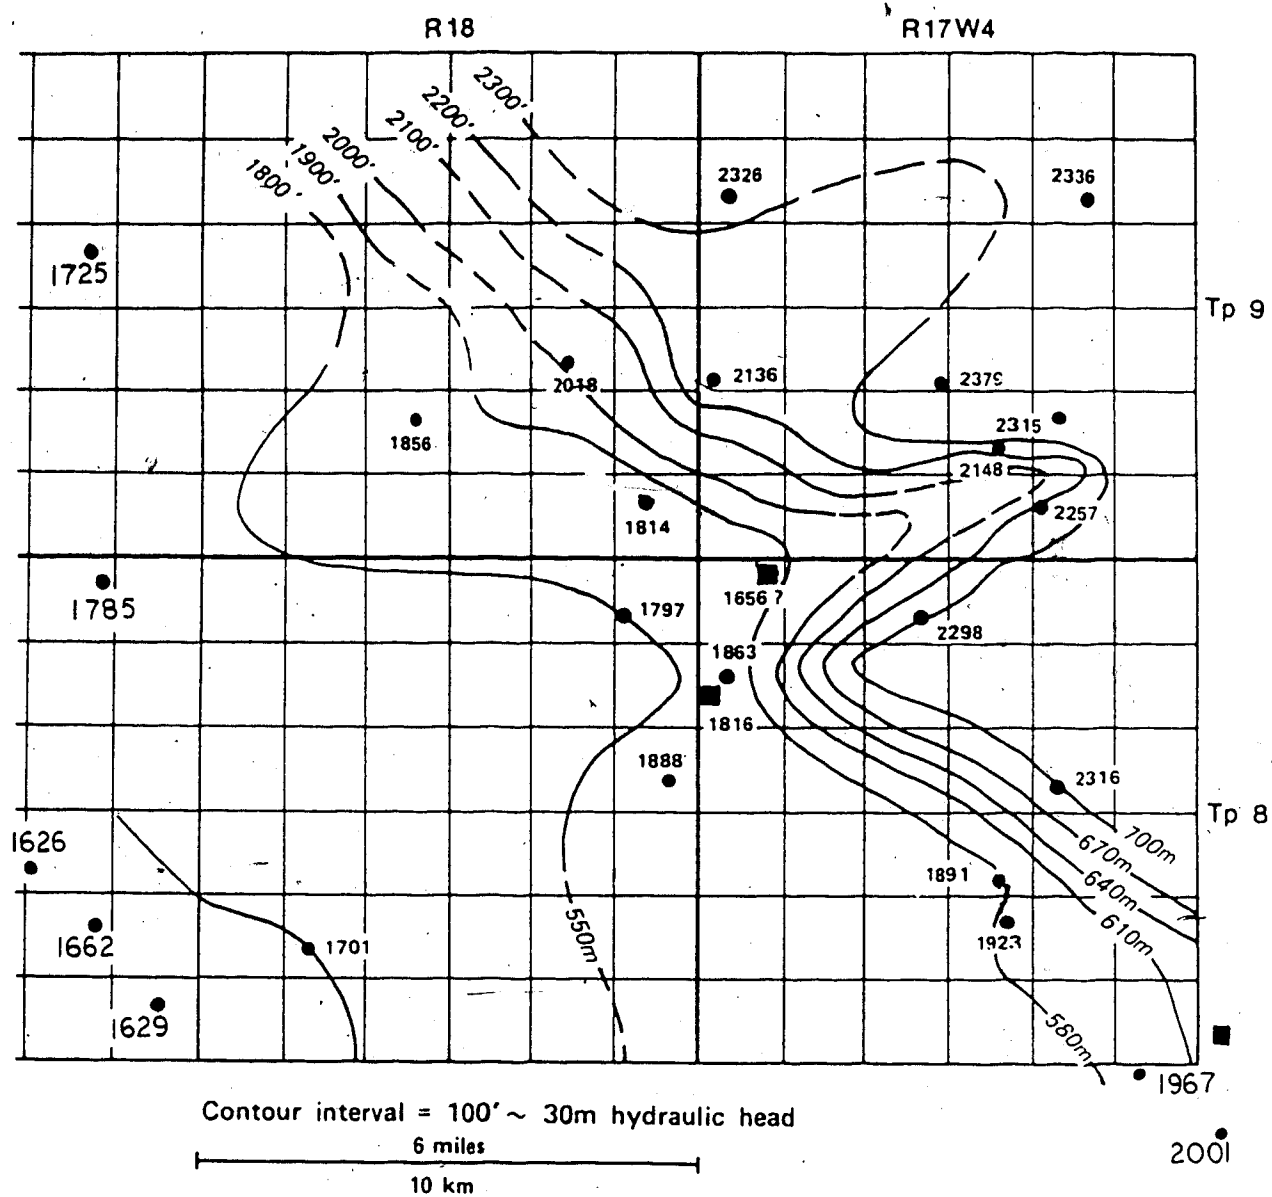 R18
R17W4
2300'
2200'
2100'
2000'
1900'
1800'
2326
2336
1725
Tp 9
2018
2136
2379
1856
2315
2148
1814
2257
1785
1656?
1797
2298
1863
1816
1888
2316
Tp 8
1626
700m
670m
1891
640m
610m
1662
1701
550m
1923
1629
580m
1967
Contour interval = 100' ~ 30m hydraulic head
6 miles
10 km
2001